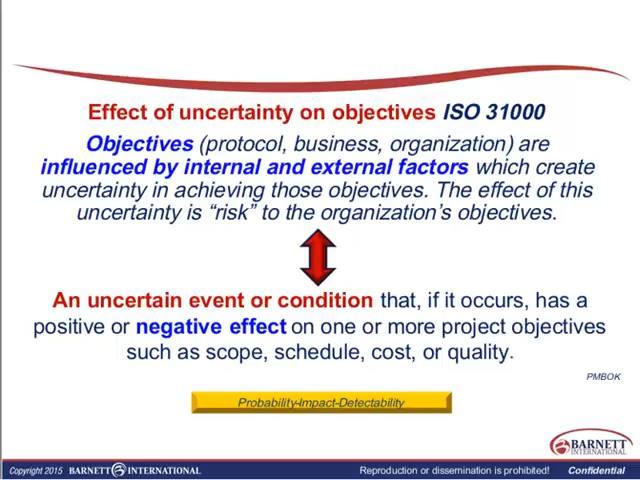 Effect of uncertainty on objectives ISO 31000
Objectives (protocol, business, organization) are
influenced by internal and external factors which create
uncertainty in achieving those objectives. The effect of this
uncertainty is “risk” to the organization’s objectives.
An uncertain event or condition that, if it occurs, has a
positive or negative effect on one or more project objectives
such as scope, schedule, cost, or quality.
PMBOK
Probability-Impact-Detectability
BARNETT
INTERNATIONAL
Copyright 2015 BARNETT INTERNATIONAL Reproduction or dissemination is prohibited! Confidential